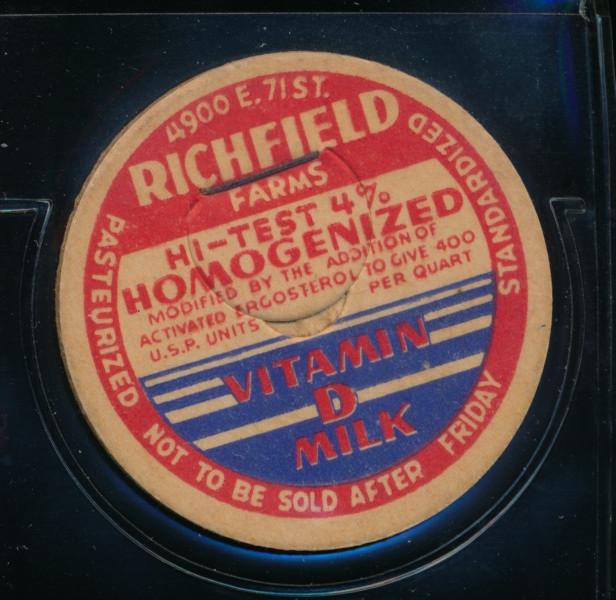 4900 E. 71 ST.
RICHFIELD
FARMS
HI-TEST 4%
HOMOGENIZED
MODIFIED BY THE ADDITION OF
ACTIVATED ERGOSTEROL TO GIVE 400
U.S.P. UNITS PER QUART
VITAMIN
D
MILK
PASTEURIZED
STANDARDIZED
NOT TO BE SOLD AFTER FRIDAY